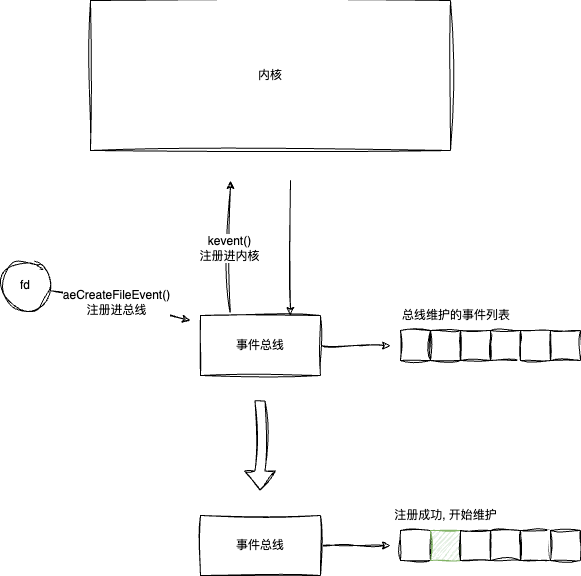 内核
kevent()
注册进内核
fd
aeCreateFileEvent()
注册进总线
总线维护的事件列表
事件总线
注册成功, 开始维护
事件总线